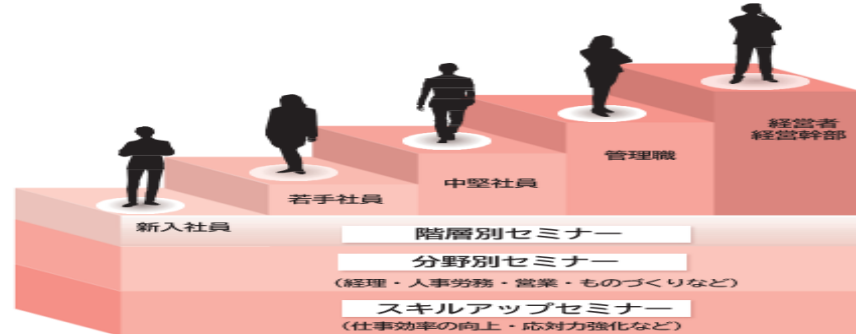 経営者
経営幹部
管理職
中堅社員
若手社員
新入社員
階層別セミナー
分野別セミナー
(経理・人事労務・営業・ものづくりなど)
スキルアップセミナー
(仕事効率の向上・応対力強化など)